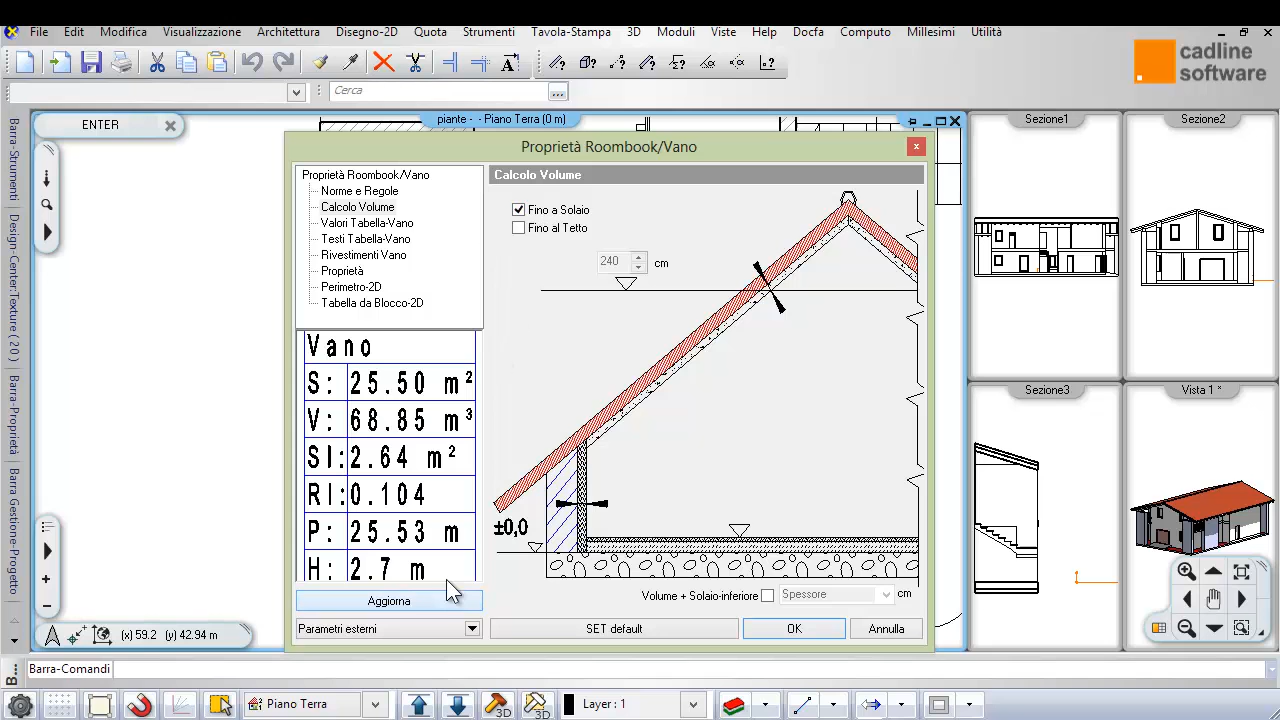 File Edit Modifica Visualizzazione Architettura Disegno-2D Quota Strumenti Tavola-Stampa 3D Moduli Viste Help Docfa Computo Millesimi Utilità
cadline
software
Cerca
ENTER
piante - - Piano Terra (0 m)
Sezione1
Sezione2
Proprietà Roombook/Vano
Proprietà Roombook/Vano
Norme e Regole
Calcolo Volume
Valori Tabella-Vano
Testi Tabella-Vano
Rivestimenti Vano
Proprietà
Perimetro-2D
Tabella da Blocco-2D
Calcolo Volume
Fino a Solaio
Fino al Tetto
240 cm
±0,0
Vano
S: 25.50 m²
V: 68.85 m³
SI: 2.64 m²
RI: 0.104
P: 25.53 m
H: 2.7 m
Aggiorna
Parametri esterni
Volume + Solaio-inferiore
Spessore
cm
SET default
OK
Annulla
Sezione3
Vista 1 *
Barra-Strumenti
Design-Center:Texture ( 20 )
Barra-Proprietà
Barra Gestione-Progetto
(x) 59.2 (y) 42.94 m
B...
Barra-Comandi
Piano Terra
3D
3D
Layer : 1